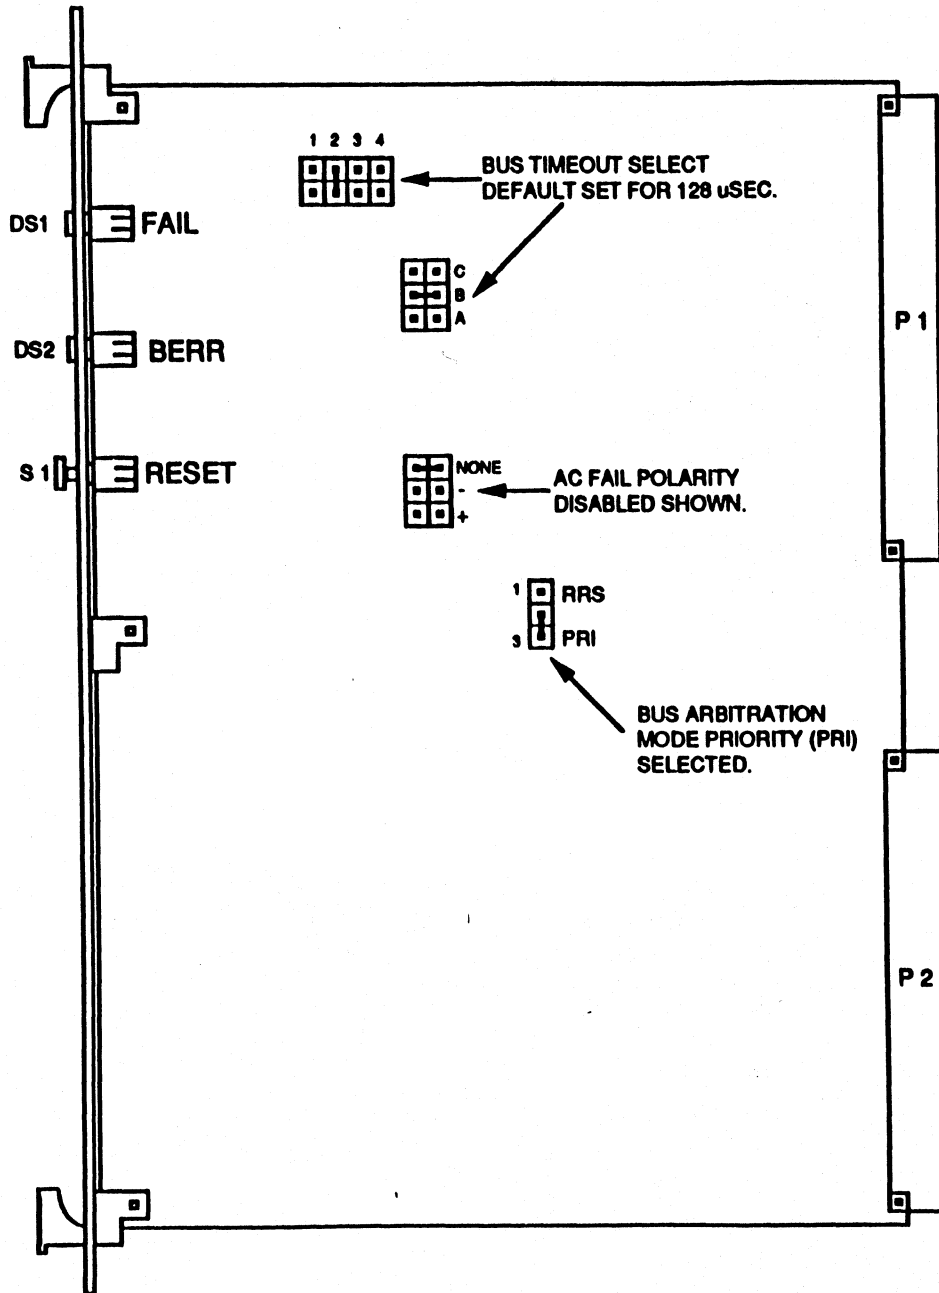 1 2 3 4
BUS TIMEOUT SELECT
DEFAULT SET FOR 128 uSEC.
DS1 FAIL
C
B
A
P 1
DS2 BERR
S 1 RESET
NONE
-
+
AC FAIL POLARITY
DISABLED SHOWN.
1 RRS
3 PRI
BUS ARBITRATION
MODE PRIORITY (PRI)
SELECTED.
P 2